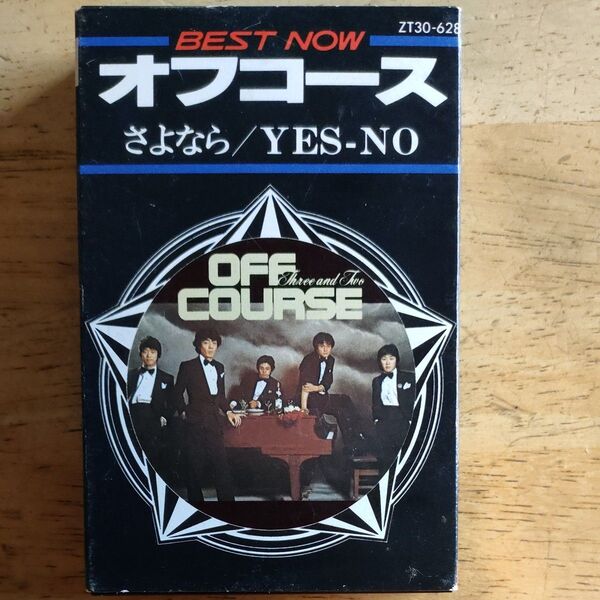 ZT30-628
BEST NOW
オフコース
さよなら/YES-NO
OFF
Three and Two
COURSE